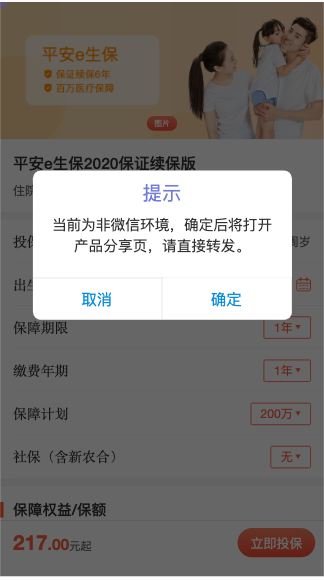 平安e生保
保证续保6年
百万医疗保障
图片
平安e生保2020保证续保版
住院
提示
当前为非微信环境，确定后将打开
产品分享页，请直接转发。
投保
周岁
出生
取消
确定
保障期限
1年
缴费年期
1年
保障计划
200万
社保（含新农合）
无
保障权益/保额
217.00元起
立即投保